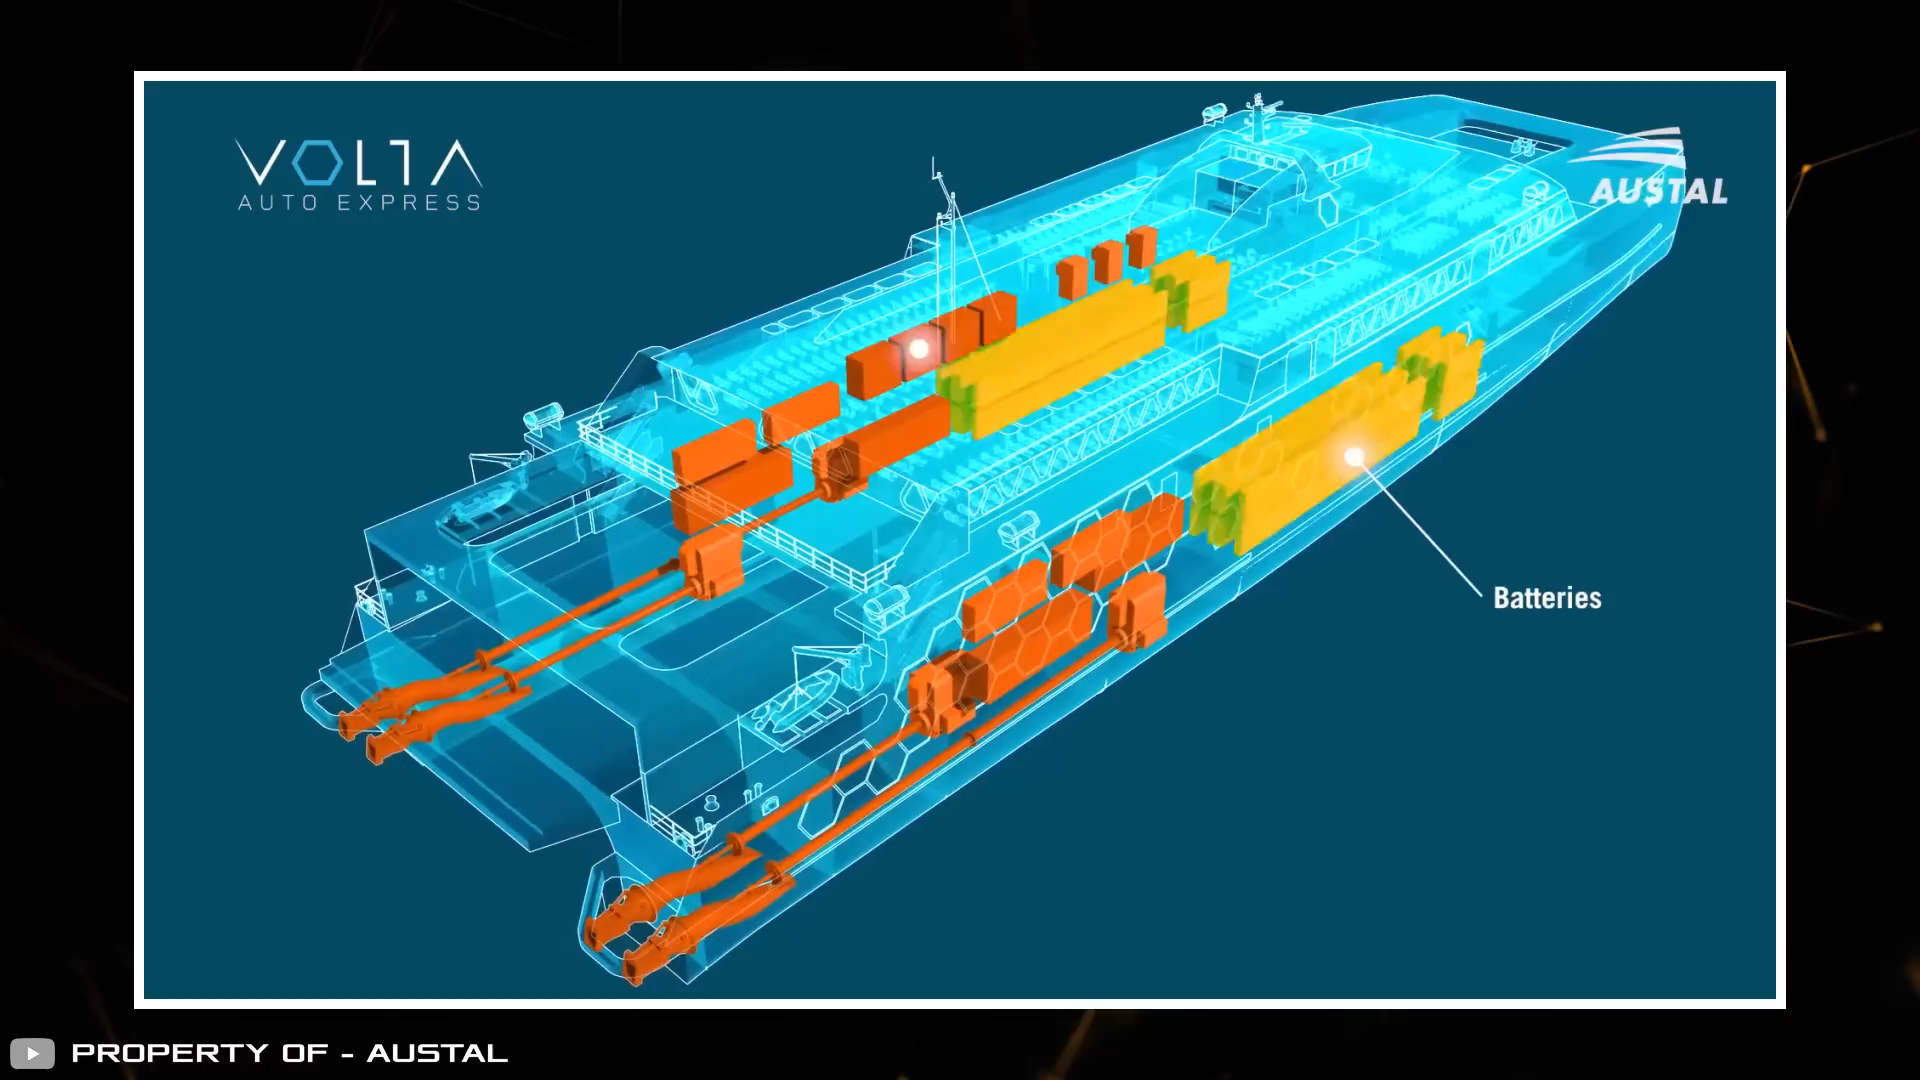 VOLTA
AUTO EXPRESS
AUSTAL
Batteries
PROPERTY OF - AUSTAL